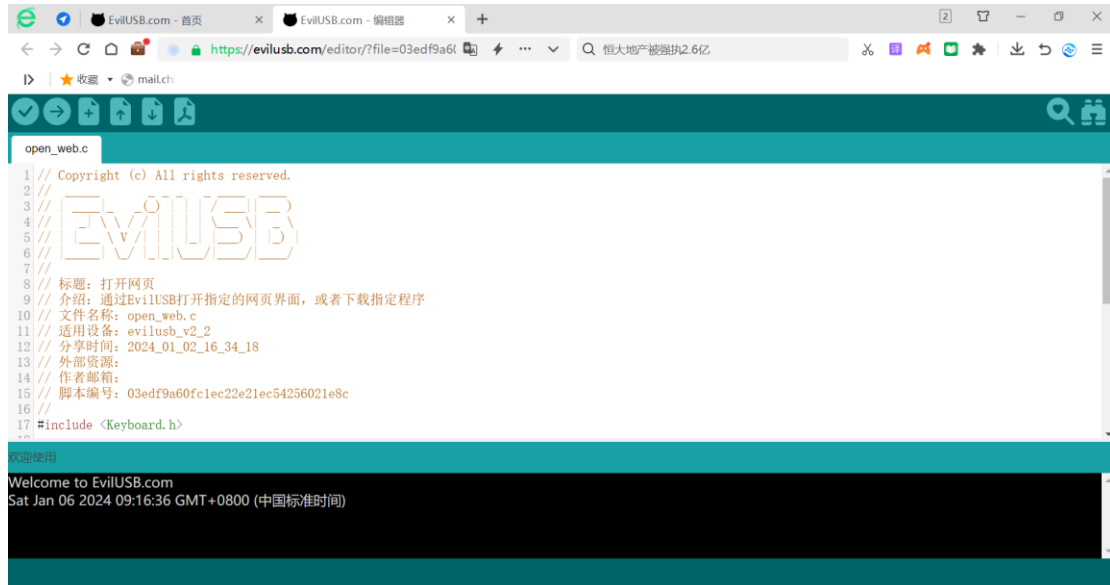 EvilUSB.com - 首页
EvilUSB.com - 编辑器
2
https://evilusb.com/editor/?file=03edf9a6(
恒大地产被强执2.6亿
收藏
mail.ch
open_web.c
1 // Copyright (c) All rights reserved.
2 //
3 //
4 //
5 //
6 //
7 //
8 // 标题: 打开网页
9 // 介绍: 通过EvilUSB打开指定的网页界面, 或者下载指定程序
10 // 文件名称: open_web.c
11 // 适用设备: evilusb_v2_2
12 // 分享时间: 2024_01_02_16_34_18
13 // 外部资源:
14 // 作者邮箱:
15 // 脚本编号: 03edf9a60fc1ec22e21ec54256021e8c
16 //
17 #include <Keyboard.h>
欢迎使用
Welcome to EvilUSB.com
Sat Jan 06 2024 09:16:36 GMT+0800 (中国标准时间)